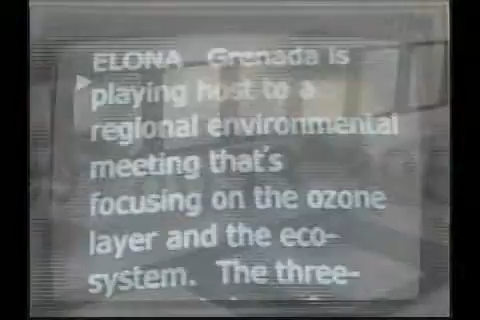 ELONA Grenada is
playing host to a
regional environmental
meeting that's
focusing on the ozone
layer and the eco-
system. The three-